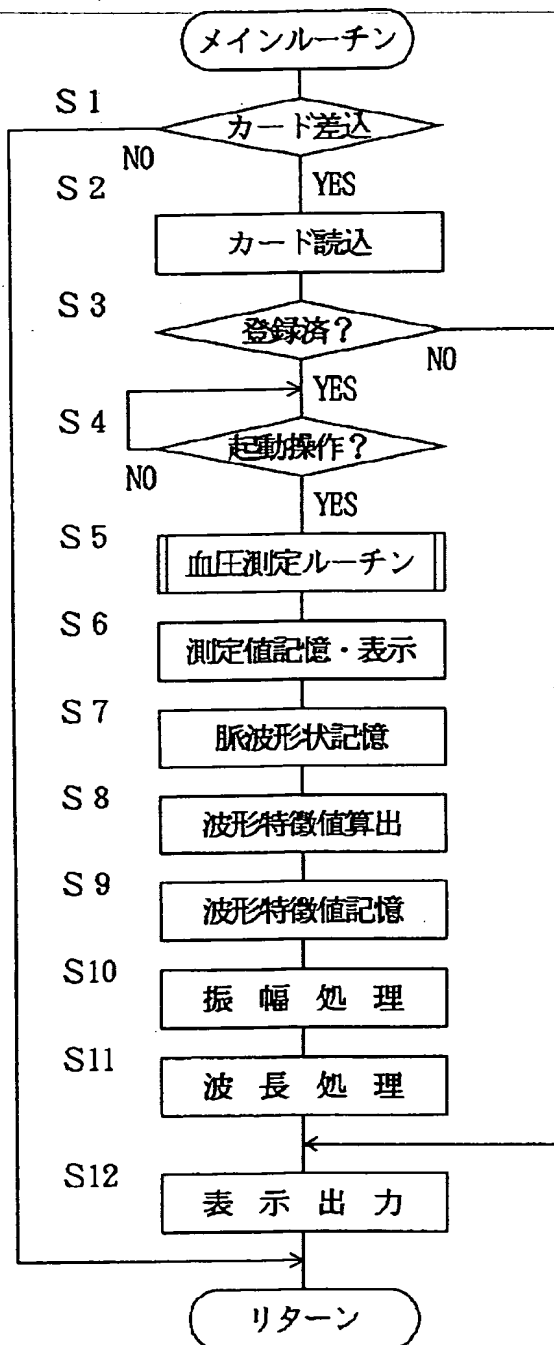 メインルーチン
S1
カード差込
NO
YES
S2
カード読込
S3
登録済?
NO
YES
S4
起動操作?
NO
YES
S5
血圧測定ルーチン
S6
測定値記憶・表示
S7
脈波形状記憶
S8
波形特徴値算出
S9
波形特徴値記憶
S10
振幅処理
S11
波長処理
S12
表示出力
リターン